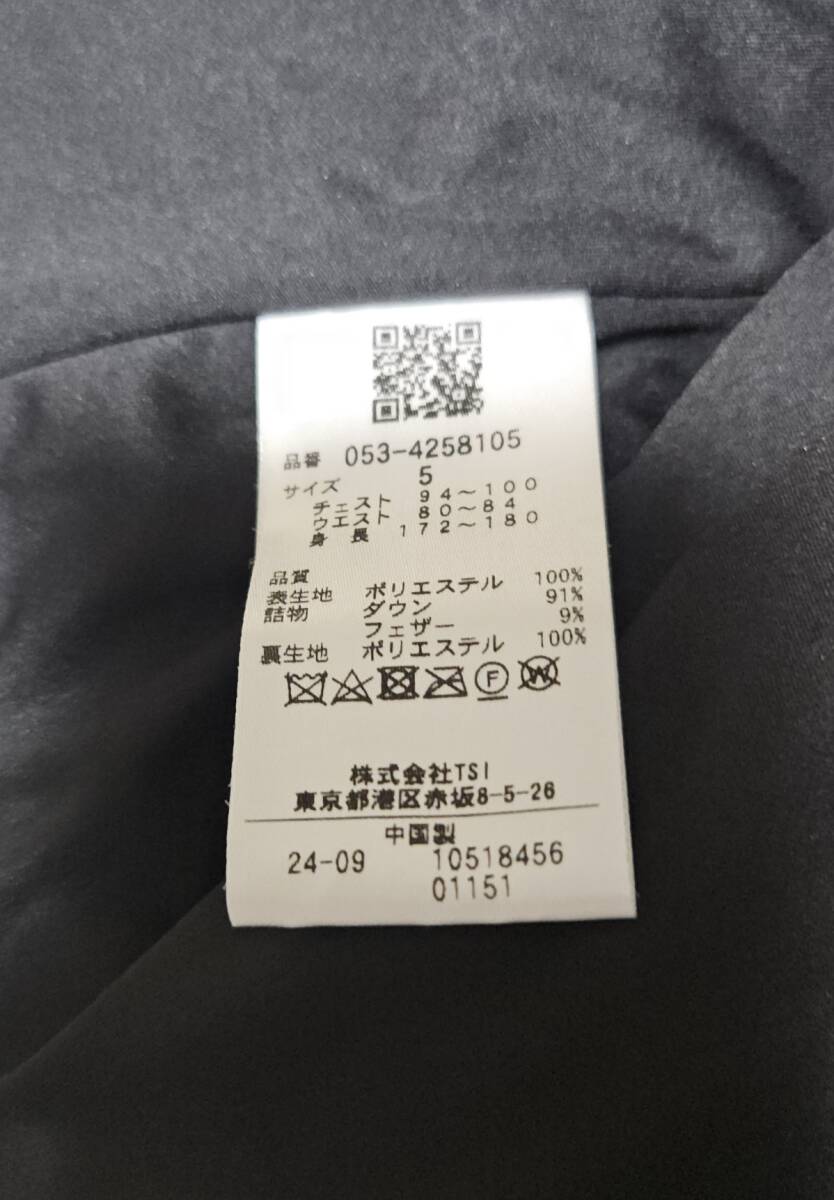 品番 053-4258105
サイズ 5
チェスト 94～100
ウエスト 80～84
身長 172～180
品質
表生地 ポリエステル 100%
詰物 ダウン 91%
フェザー 9%
裏生地 ポリエステル 100%
F W
株式会社TSI
東京都港区赤坂8-5-26
中国製
24-09 10518456
01151